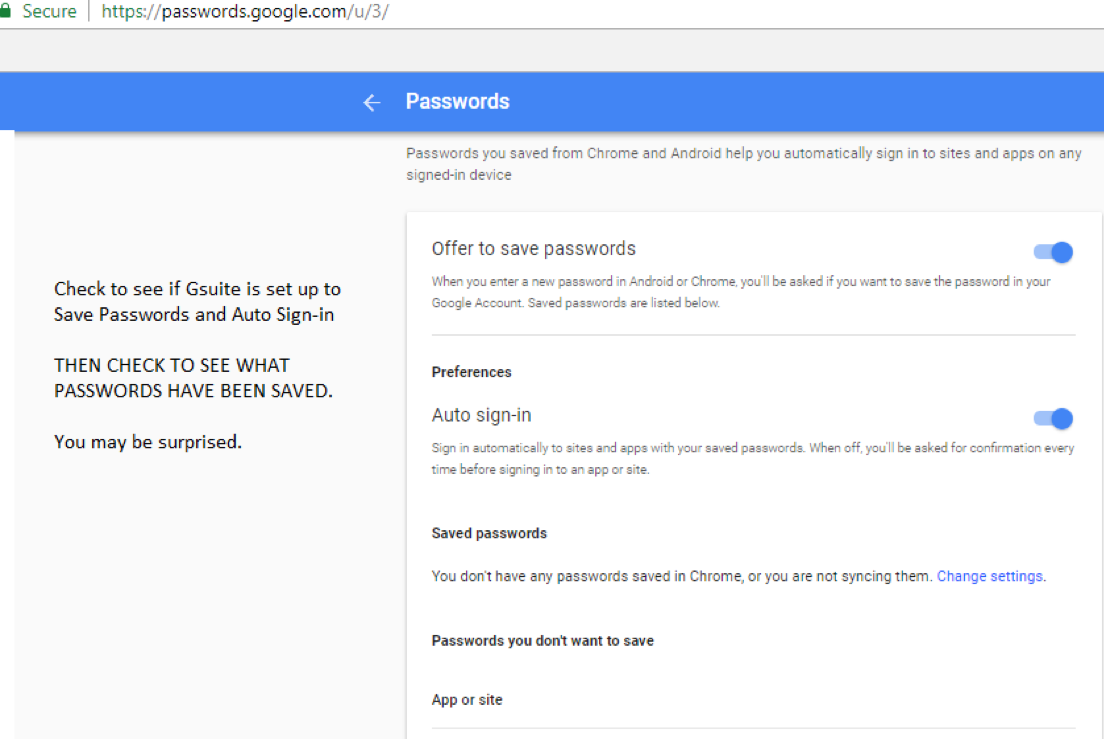 Secure | https://passwords.google.com/u/3/
Passwords
Passwords you saved from Chrome and Android help you automatically sign in to sites and apps on any
signed-in device
Check to see if Gsuite is set up to
Save Passwords and Auto Sign-in
THEN CHECK TO SEE WHAT
PASSWORDS HAVE BEEN SAVED.
You may be surprised.
Offer to save passwords
When you enter a new password in Android or Chrome, you'll be asked if you want to save the password in your
Google Account. Saved passwords are listed below.
Preferences
Auto sign-in
Sign in automatically to sites and apps with your saved passwords. When off, you'll be asked for confirmation every
time before signing in to an app or site.
Saved passwords
You don't have any passwords saved in Chrome, or you are not syncing them. Change settings.
Passwords you don't want to save
App or site